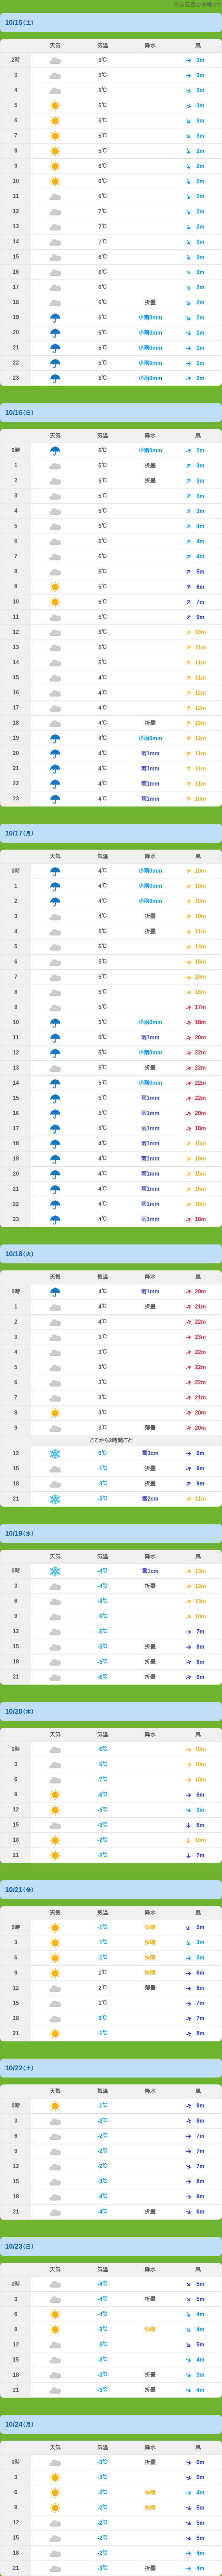 ※座広島の予報です
10/15(土)
天気 気温 降水 風
2時 5℃ 3m
3 5℃ 3m
4 5℃ 3m
5 5℃ 3m
6 5℃ 3m
7 5℃ 3m
8 5℃ 2m
9 6℃ 2m
10 6℃ 2m
11 6℃ 2m
12 7℃ 2m
13 7℃ 2m
14 7℃ 3m
15 6℃ 3m
16 6℃ 3m
17 6℃ 2m
18 6℃ 折曇 2m
19 6℃ 小雨0mm 2m
20 5℃ 小雨0mm 2m
21 5℃ 小雨0mm 1m
22 5℃ 小雨0mm 2m
23 5℃ 小雨0mm 2m
10/16(日)
天気 気温 降水 風
0時 5℃ 小雨0mm 2m
1 5℃ 折曇 3m
2 5℃ 折曇 3m
3 5℃ 3m
4 5℃ 3m
5 5℃ 4m
6 5℃ 4m
7 5℃ 4m
8 5℃ 5m
9 5℃ 6m
10 5℃ 7m
11 5℃ 9m
12 5℃ 10m
13 5℃ 11m
14 5℃ 11m
15 4℃ 11m
16 4℃ 12m
17 4℃ 12m
18 4℃ 折曇 12m
19 4℃ 小雨0mm 12m
20 4℃ 雨1mm 11m
21 4℃ 雨1mm 11m
22 4℃ 雨1mm 11m
23 4℃ 雨1mm 10m
10/17(月)
天気 気温 降水 風
0時 4℃ 小雨0mm 10m
1 4℃ 小雨0mm 10m
2 4℃ 小雨0mm 10m
3 4℃ 折曇 10m
4 4℃ 折曇 11m
5 5℃ 14m
6 5℃ 16m
7 5℃ 16m
8 5℃ 16m
9 5℃ 17m
10 5℃ 小雨0mm 18m
11 5℃ 雨1mm 20m
12 5℃ 小雨0mm 22m
13 5℃ 折曇 22m
14 5℃ 小雨0mm 22m
15 5℃ 雨1mm 22m
16 5℃ 雨1mm 20m
17 5℃ 雨1mm 18m
18 4℃ 雨1mm 16m
19 4℃ 雨1mm 16m
20 4℃ 雨1mm 15m
21 4℃ 雨1mm 15m
22 4℃ 雨1mm 16m
23 4℃ 雨1mm 18m
10/18(火)
天気 気温 降水 風
0時 4℃ 雨1mm 20m
1 4℃ 折曇 21m
2 4℃ 22m
3 3℃ 23m
4 3℃ 22m
5 3℃ 22m
6 3℃ 22m
7 3℃ 21m
8 3℃ 20m
9 3℃ 薄曇 20m
ここから3時間ごと
12 0℃ 雪3cm 9m
15 -1℃ 折曇 9m
18 -3℃ 折曇 9m
21 -3℃ 雪2cm 11m
10/19(水)
天気 気温 降水 風
0時 -4℃ 雪1cm 13m
3 -4℃ 折曇 13m
6 -4℃ 13m
9 -5℃ 10m
12 -5℃ 7m
15 -5℃ 折曇 8m
18 -5℃ 折曇 8m
21 -6℃ 折曇 9m
10/20(木)
天気 気温 降水 風
0時 -6℃ 10m
3 -6℃ 10m
6 -7℃ 10m
9 -6℃ 6m
12 -5℃ 3m
15 -3℃ 6m
18 -2℃ 10m
21 -2℃ 7m
10/21(金)
天気 気温 降水 風
0時 -1℃ 快晴 5m
3 -1℃ 快晴 3m
6 -1℃ 快晴 3m
9 1℃ 快晴 6m
12 2℃ 薄曇 8m
15 1℃ 7m
18 0℃ 7m
21 -1℃ 8m
10/22(土)
天気 気温 降水 風
0時 -1℃ 9m
3 -2℃ 8m
6 -2℃ 7m
9 -2℃ 7m
12 -2℃ 7m
15 -3℃ 8m
18 -4℃ 9m
21 -4℃ 折曇 6m
10/23(日)
天気 気温 降水 風
0時 -4℃ 5m
3 -4℃ 折曇 5m
6 -4℃ 4m
9 -3℃ 快晴 4m
12 -3℃ 5m
15 -3℃ 4m
18 -3℃ 折曇 3m
21 -3℃ 折曇 4m
10/24(月)
天気 気温 降水 風
0時 -3℃ 折曇 6m
3 -3℃ 5m
6 -3℃ 快晴 4m
9 -2℃ 快晴 5m
12 -2℃ 5m
15 -2℃ 5m
18 -2℃ 4m
21 -3℃ 折曇 4m